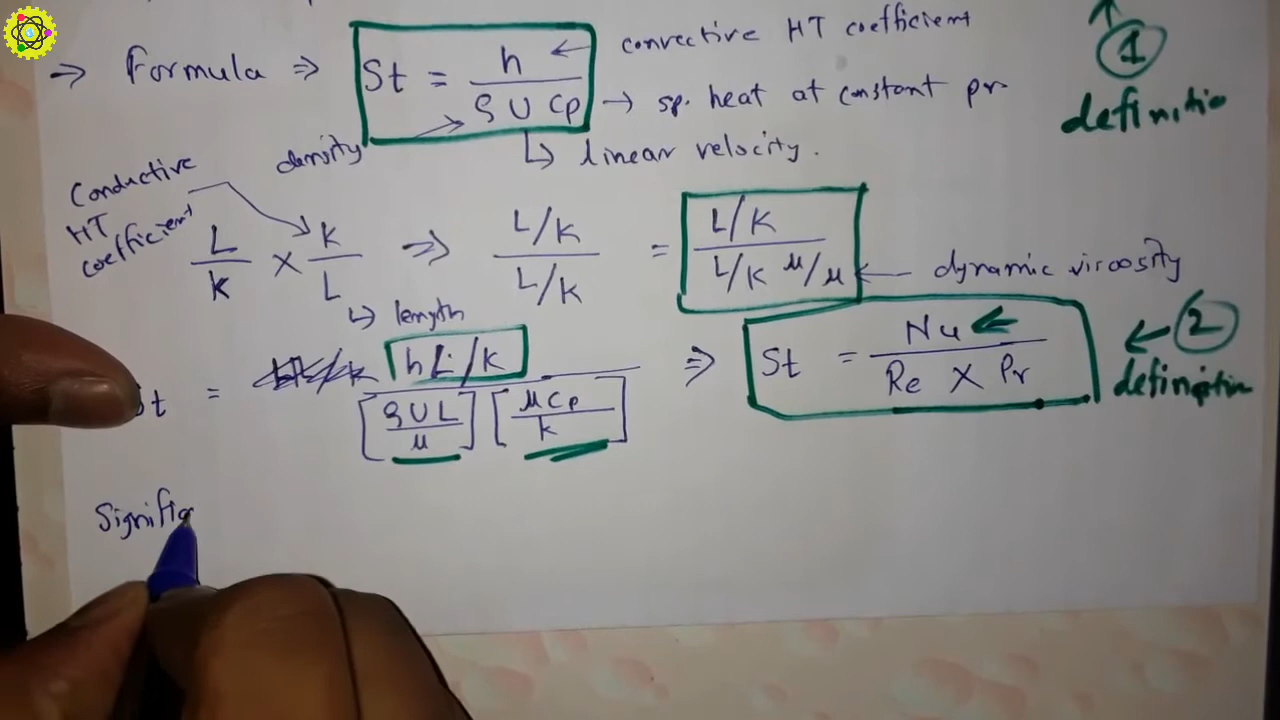 → Formula ⇒ St = h / ρ U Cp ← convective HT coefficient
→ sp. heat at constant pr
density ↳ linear velocity.
① definitio
Conductive HT coefficient
L/k × k/L ⇒ L/K / L/K = L/K / L/K μ/μ ← dynamic viscosity
↳ length
St = hL/k / [ρUL/μ] [μCp/k] ⇒ St = Nu / Re × Pr
② definition
Signific